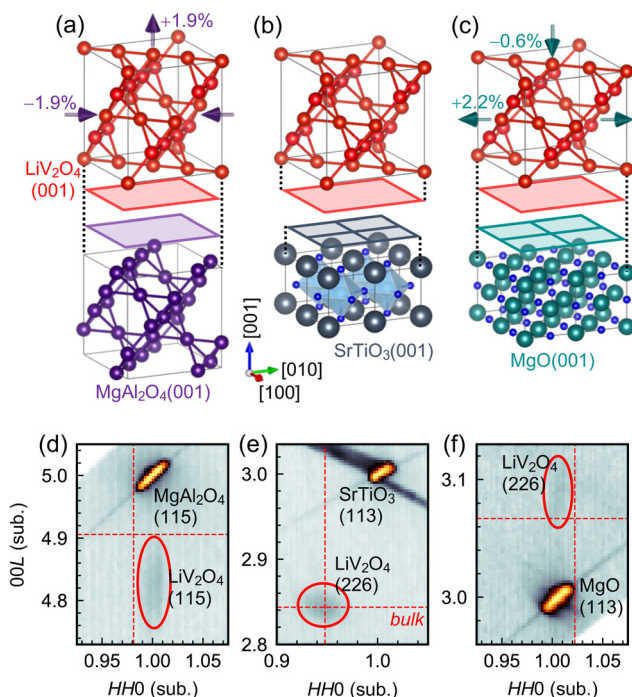 (a)
(b)
(c)
+1.9%
−1.9%
−0.6%
+2.2%
LiV2O4
(001)
MgAl2O4(001)
[001]
[010]
[100]
SrTiO3(001)
MgO(001)
(d)
(e)
(f)
00L (sub.)
5.0
4.9
4.8
MgAl2O4
(115)
LiV2O4
(115)
0.95
1.00
1.05
HH0 (sub.)
3.0
2.9
2.8
SrTiO3
(113)
LiV2O4
(226)
bulk
0.9
1.0
HH0 (sub.)
3.1
3.0
LiV2O4
(226)
MgO
(113)
0.95
1.00
1.05
HH0 (sub.)